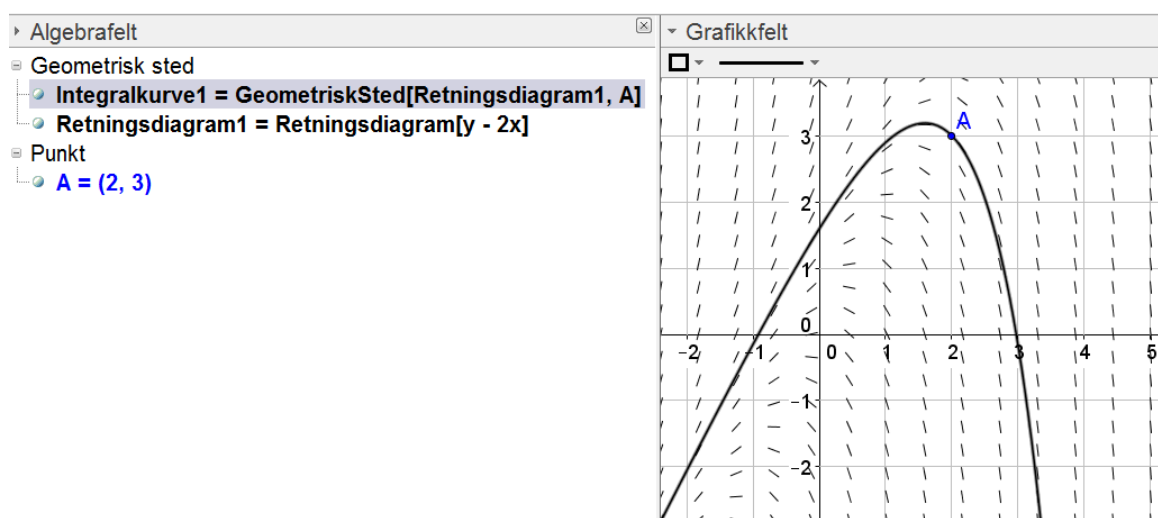 Algebrafelt
Geometrisk sted
Integralkurve1 = GeometriskSted[Retningsdiagram1, A]
Retningsdiagram1 = Retningsdiagram[y - 2x]
Punkt
A = (2, 3)
Grafikkfelt
A
3
2
1
0
-2 -1 0 1 2 3 4 5
-1
-2